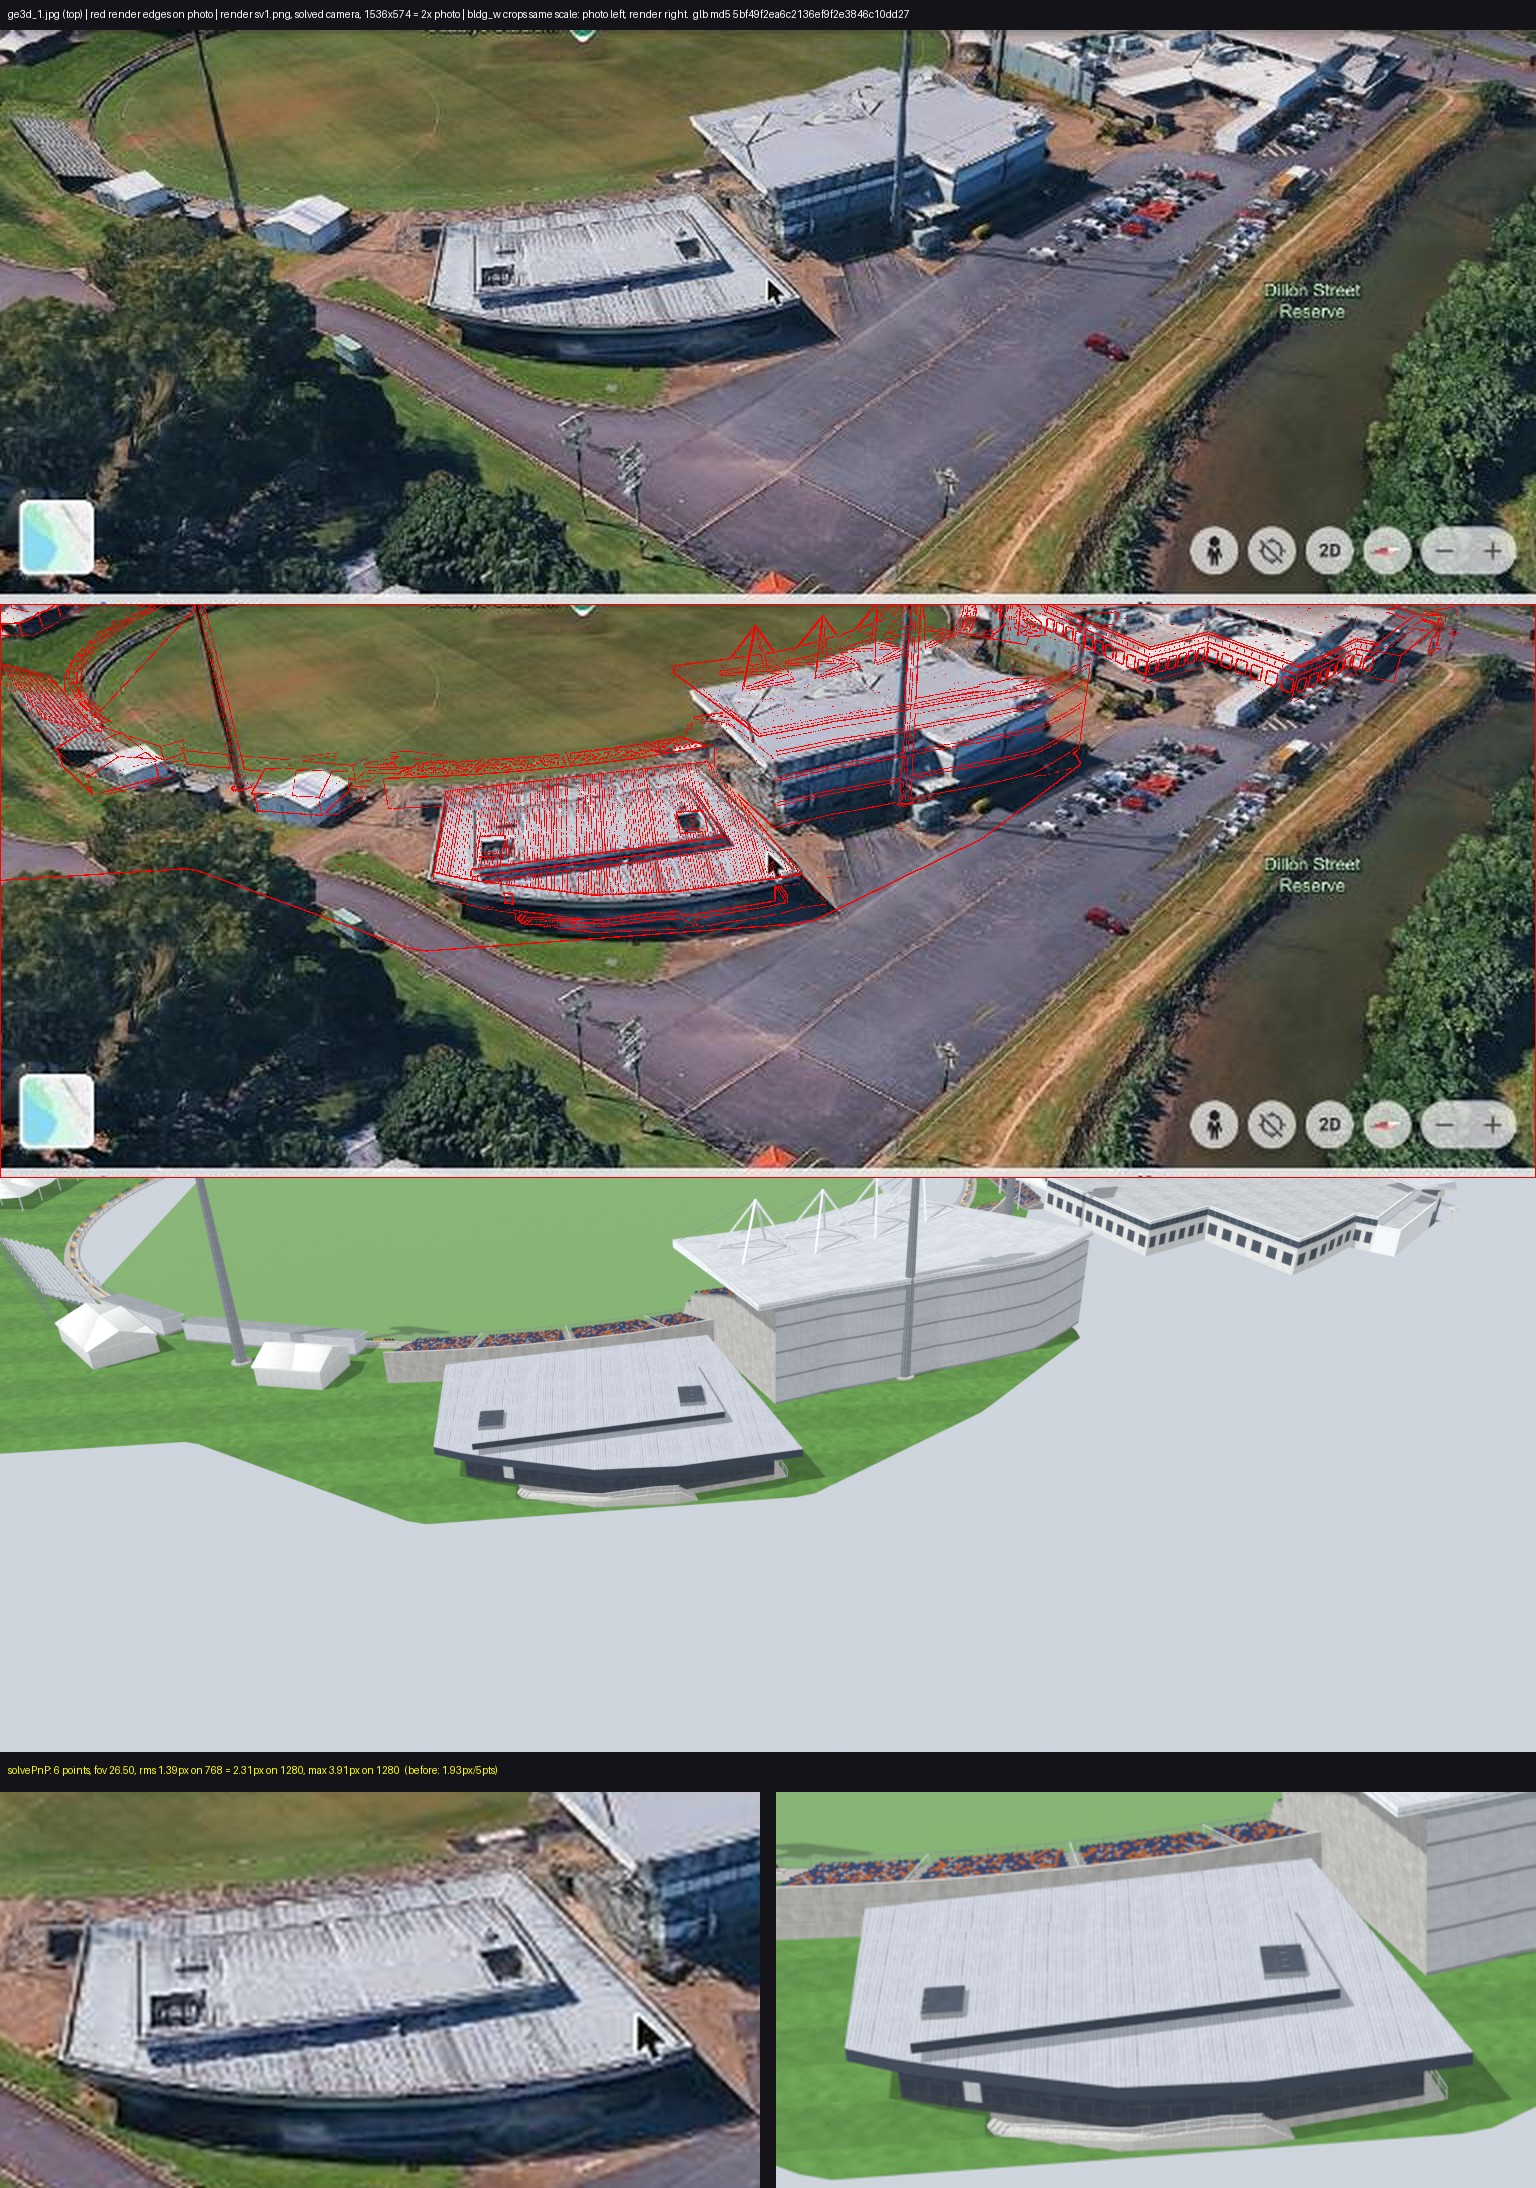 ge3d_1.jpg (top) | red render edges on photo | render sv1.png, solved camera, 1536x574 = 2x photo | bldg_w crops same scale: photo left, render right. glb md5 5bf49f2ea6c2136ef9f2e3846c10dd27
Dillon Street
Reserve
2D
Dillon Street
Reserve
2D
solvePnP: 6 points, fov 26.50, rms 1.39px on 768 = 2.31px on 1280, max 3.91px on 1280 (before: 1.93px/5pts)